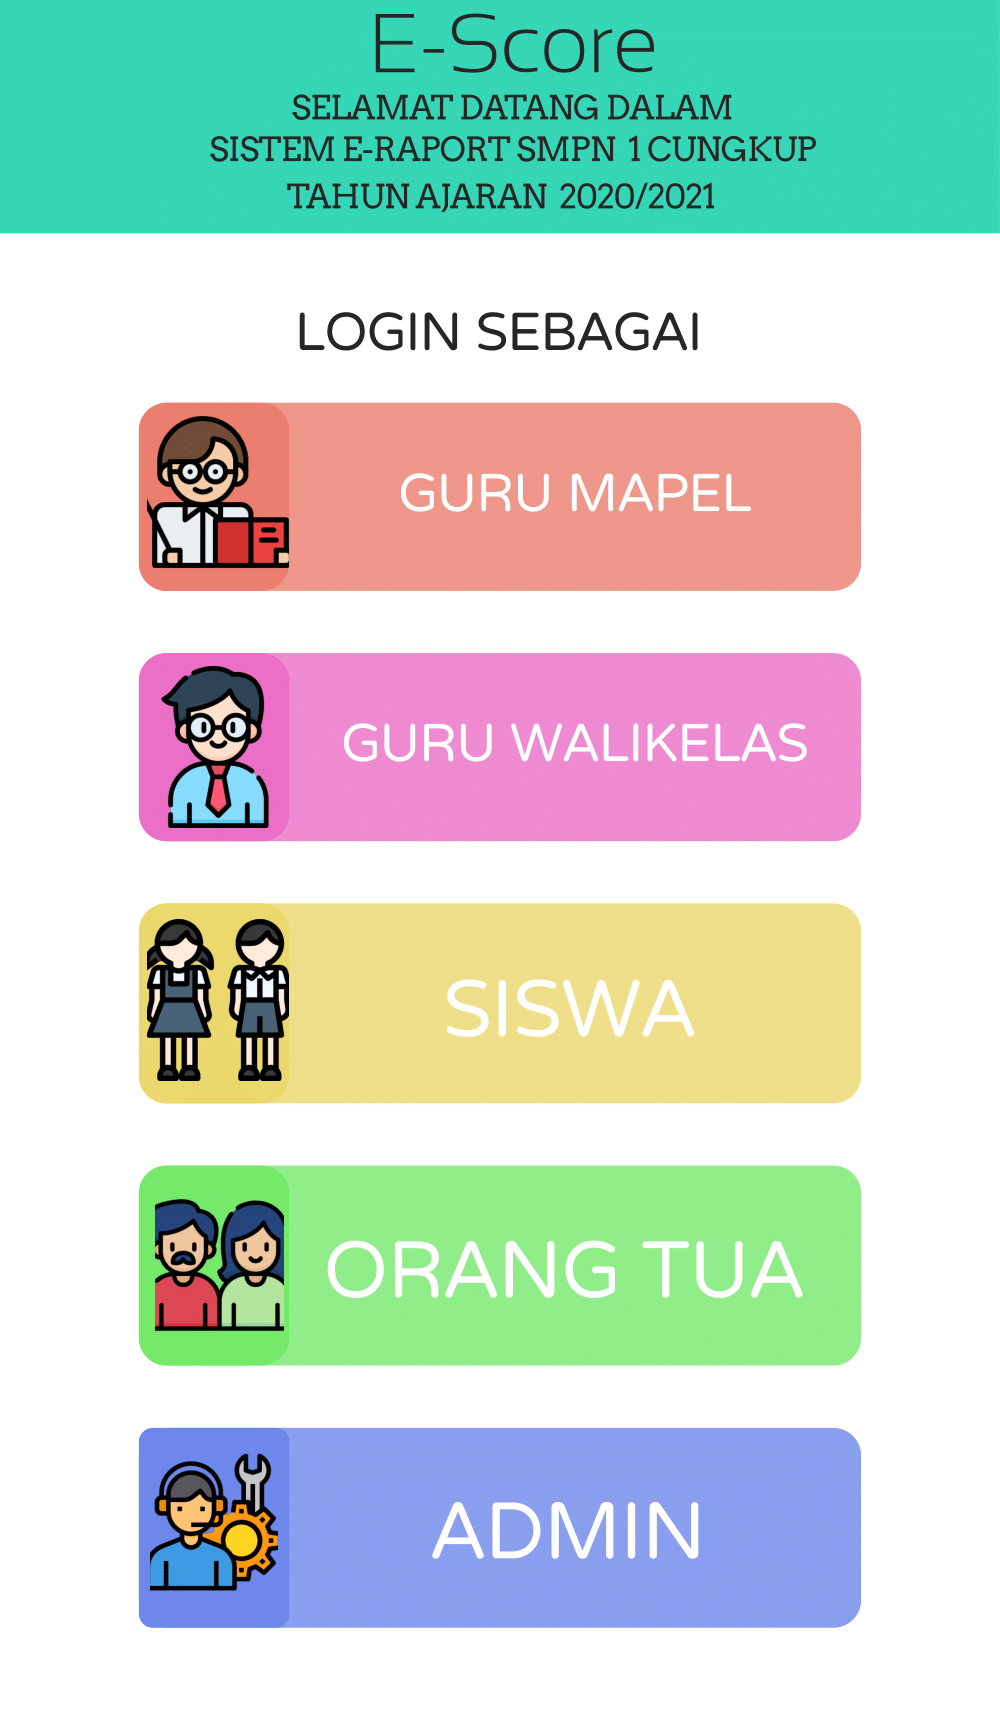 E-Score
SELAMAT DATANG DALAM
SISTEM E-RAPORT SMPN 1 CUNGKUP
TAHUN AJARAN 2020/2021
LOGIN SEBAGAI
GURU MAPEL
GURU WALIKELAS
SISWA
ORANG TUA
ADMIN